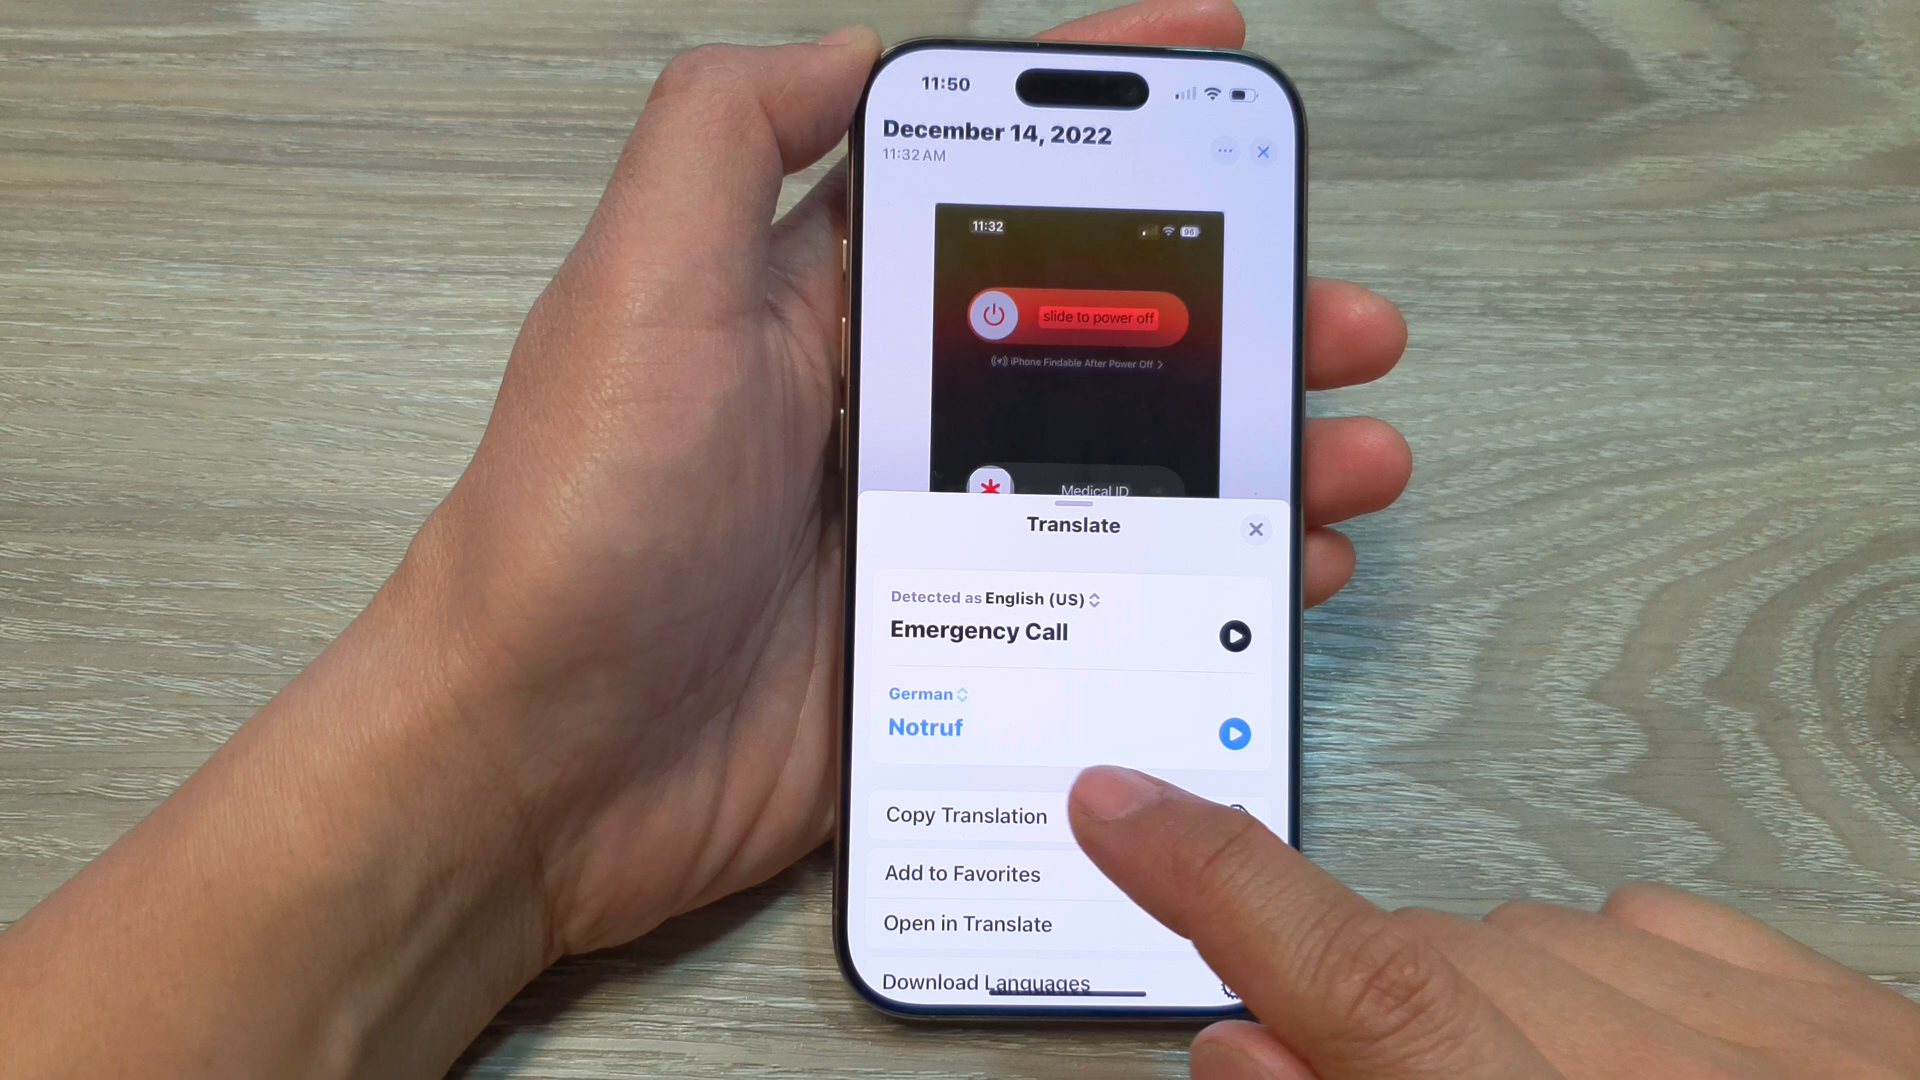 11:50
December 14, 2022
11:32 AM
11:32
96
slide to power off
iPhone Findable After Power Off
Medical ID
Translate
Detected as English (US)
Emergency Call
German
Notruf
Copy Translation
Add to Favorites
Open in Translate
Download Languages